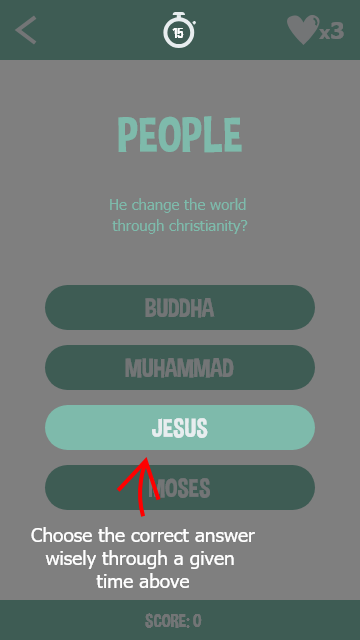 15
x3
PEOPLE
He change the world
through christianity?
BUDDHA
MUHAMMAD
JESUS
MOSES
Choose the correct answer
wisely through a given
time above
SCORE: 0